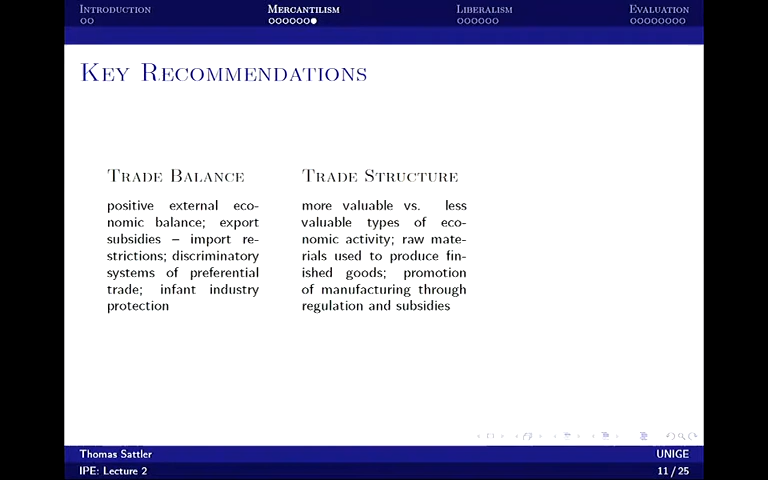 Introduction Mercantilism Liberalism Evaluation
Key Recommendations
Trade Balance
positive external eco-
nomic balance; export
subsidies – import re-
strictions; discriminatory
systems of preferential
trade; infant industry
protection
Trade Structure
more valuable vs. less
valuable types of eco-
nomic activity; raw mate-
rials used to produce fin-
ished goods; promotion
of manufacturing through
regulation and subsidies
Thomas Sattler UNIGE
IPE: Lecture 2 11 / 25